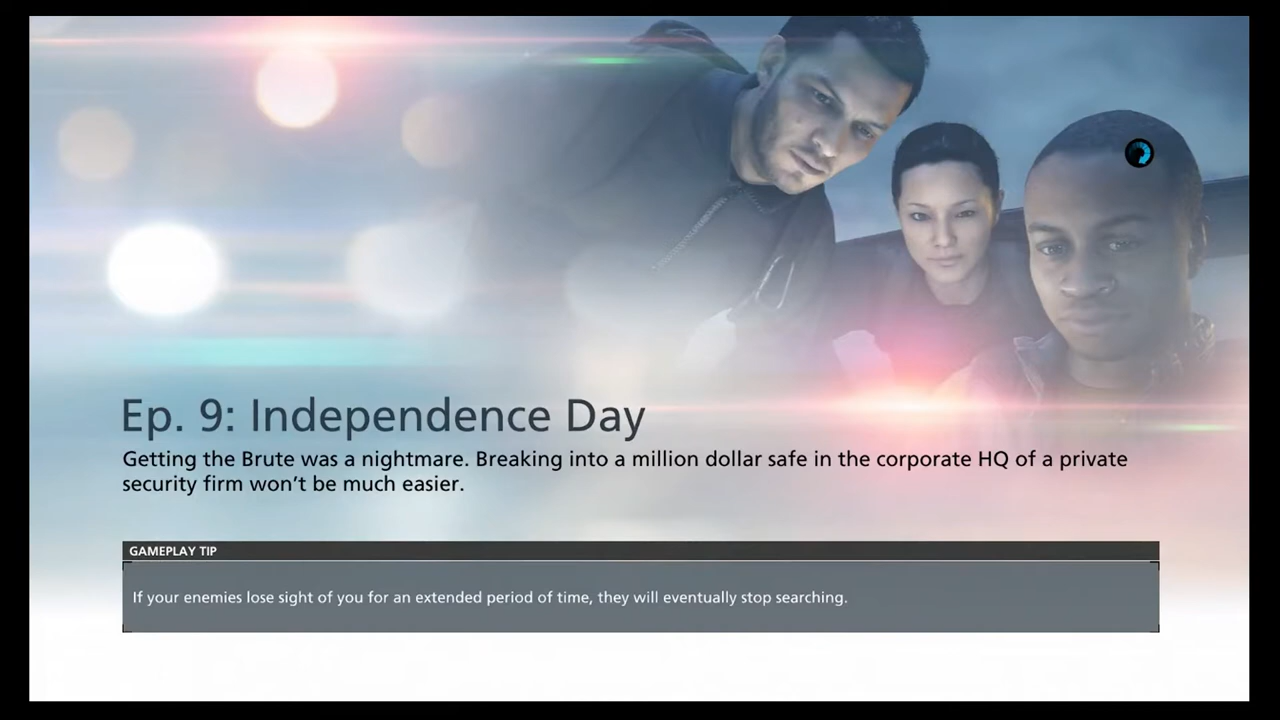 Ep. 9: Independence Day
Getting the Brute was a nightmare. Breaking into a million dollar safe in the corporate HQ of a private
security firm won’t be much easier.
GAMEPLAY TIP
If your enemies lose sight of you for an extended period of time, they will eventually stop searching.